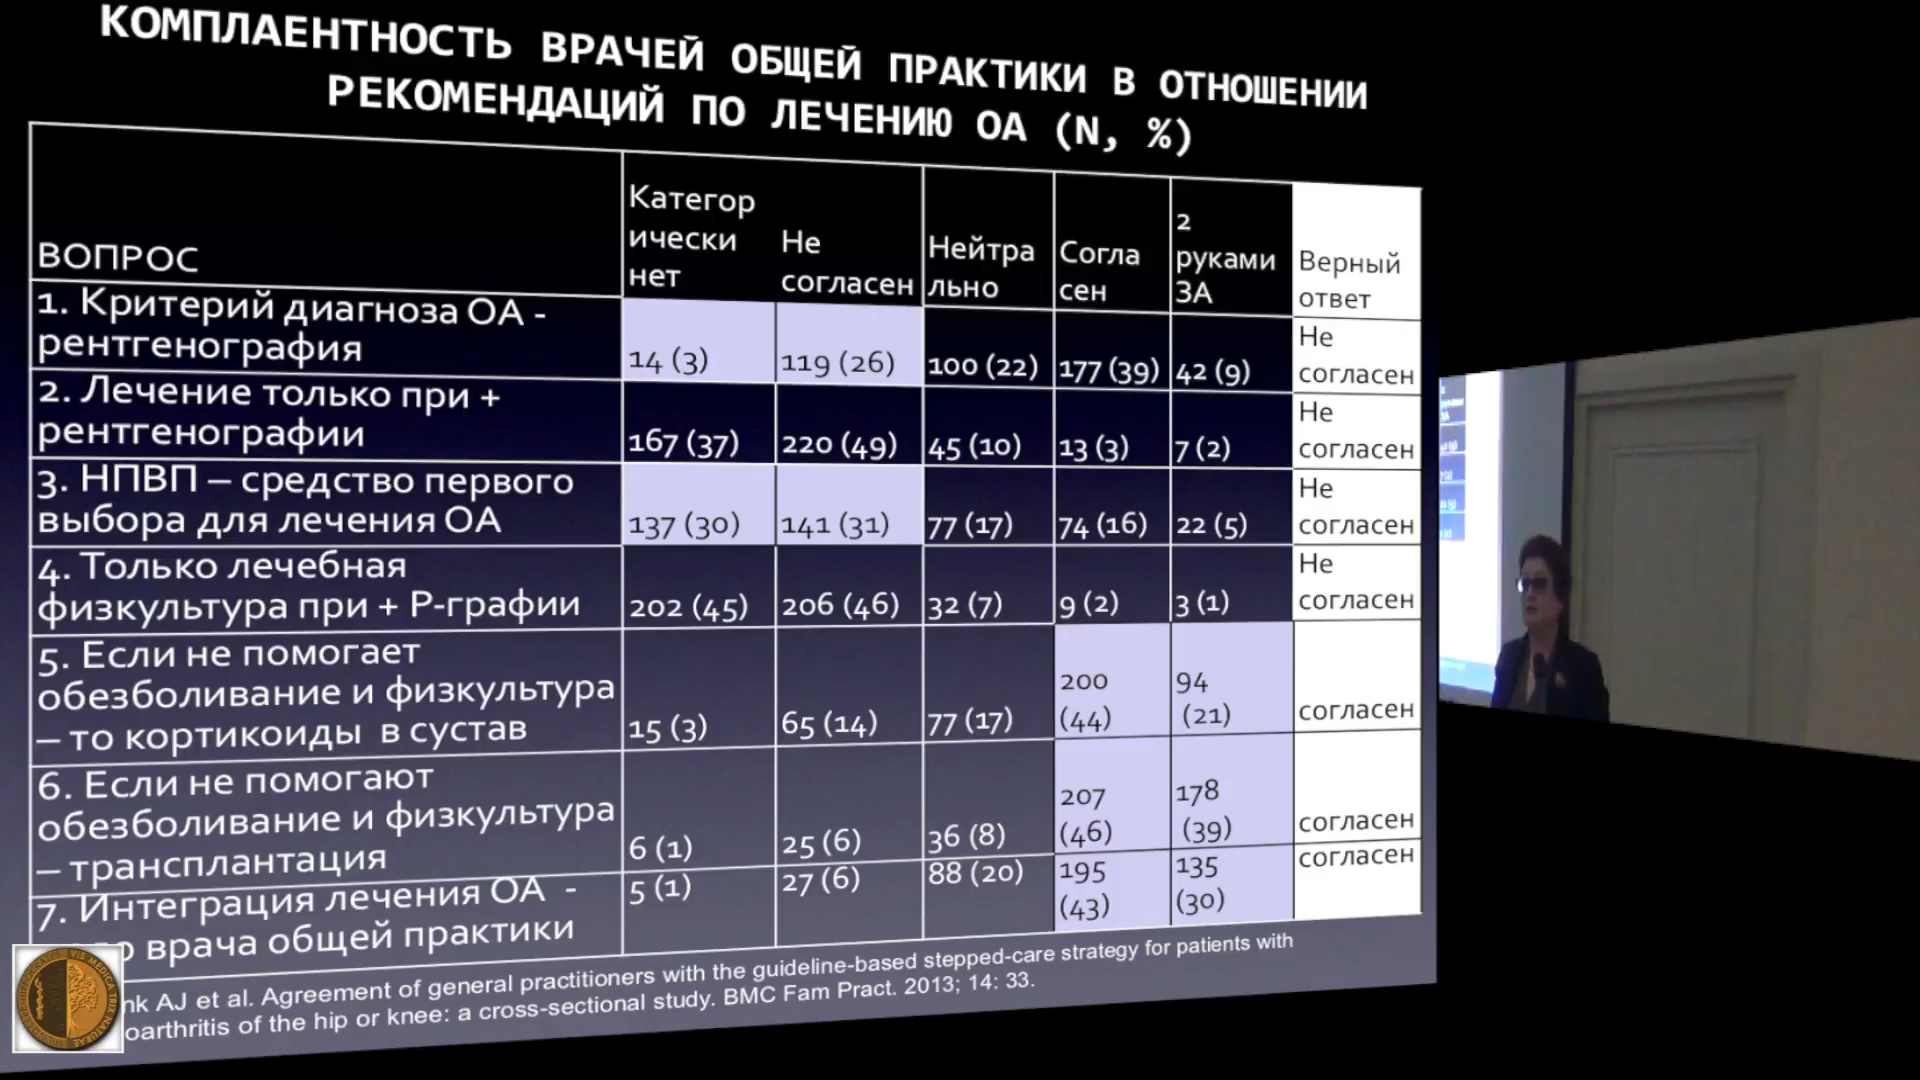 КОМПЛАЕНТНОСТЬ ВРАЧЕЙ ОБЩЕЙ ПРАКТИКИ В ОТНОШЕНИИ
РЕКОМЕНДАЦИЙ ПО ЛЕЧЕНИЮ ОА (N, %)
ВОПРОС
Категор
ически
нет
Не
согласен
Нейтра
льно
Согла
сен
2
руками
ЗА
Верный
ответ
1. Критерий диагноза ОА -
рентгенография
14 (3)
119 (26)
100 (22)
177 (39)
42 (9)
Не
согласен
2. Лечение только при +
рентгенографии
167 (37)
220 (49)
45 (10)
13 (3)
7 (2)
Не
согласен
3. НПВП – средство первого
выбора для лечения ОА
137 (30)
141 (31)
77 (17)
74 (16)
22 (5)
Не
согласен
4. Только лечебная
физкультура при + Р-графии
202 (45)
206 (46)
32 (7)
9 (2)
3 (1)
Не
согласен
5. Если не помогает
обезболивание и физкультура
– то кортикоиды в сустав
15 (3)
65 (14)
77 (17)
200
(44)
94
(21)
согласен
6. Если не помогают
обезболивание и физкультура
– трансплантация
6 (1)
25 (6)
36 (8)
207
(46)
178
(39)
согласен
7. Интеграция лечения ОА -
врача общей практики
5 (1)
27 (6)
88 (20)
195
(43)
135
(30)
согласен
AJ et al. Agreement of general practitioners with the guideline-based stepped-care strategy for patients with
of the hip or knee: a cross-sectional study. BMC Fam Pract. 2013; 14: 33.